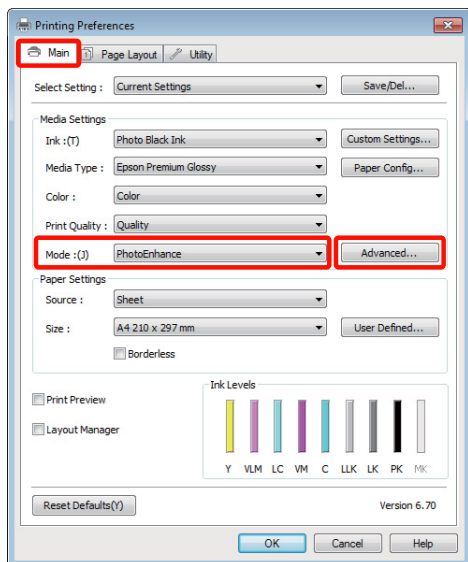 Printing Preferences
Main Page Layout Utility
Select Setting : Current Settings Save/Del...
Media Settings
Ink :(T) Photo Black Ink Custom Settings...
Media Type : Epson Premium Glossy Paper Config...
Color : Color
Print Quality : Quality
Mode :(J) PhotoEnhance Advanced...
Paper Settings
Source : Sheet
Size : A4 210 x 297 mm User Defined...
Borderless
Ink Levels
Print Preview
Layout Manager
Y VLM LC VM C LLK LK PK MK
Reset Defaults(Y) Version 6.70
OK Cancel Help